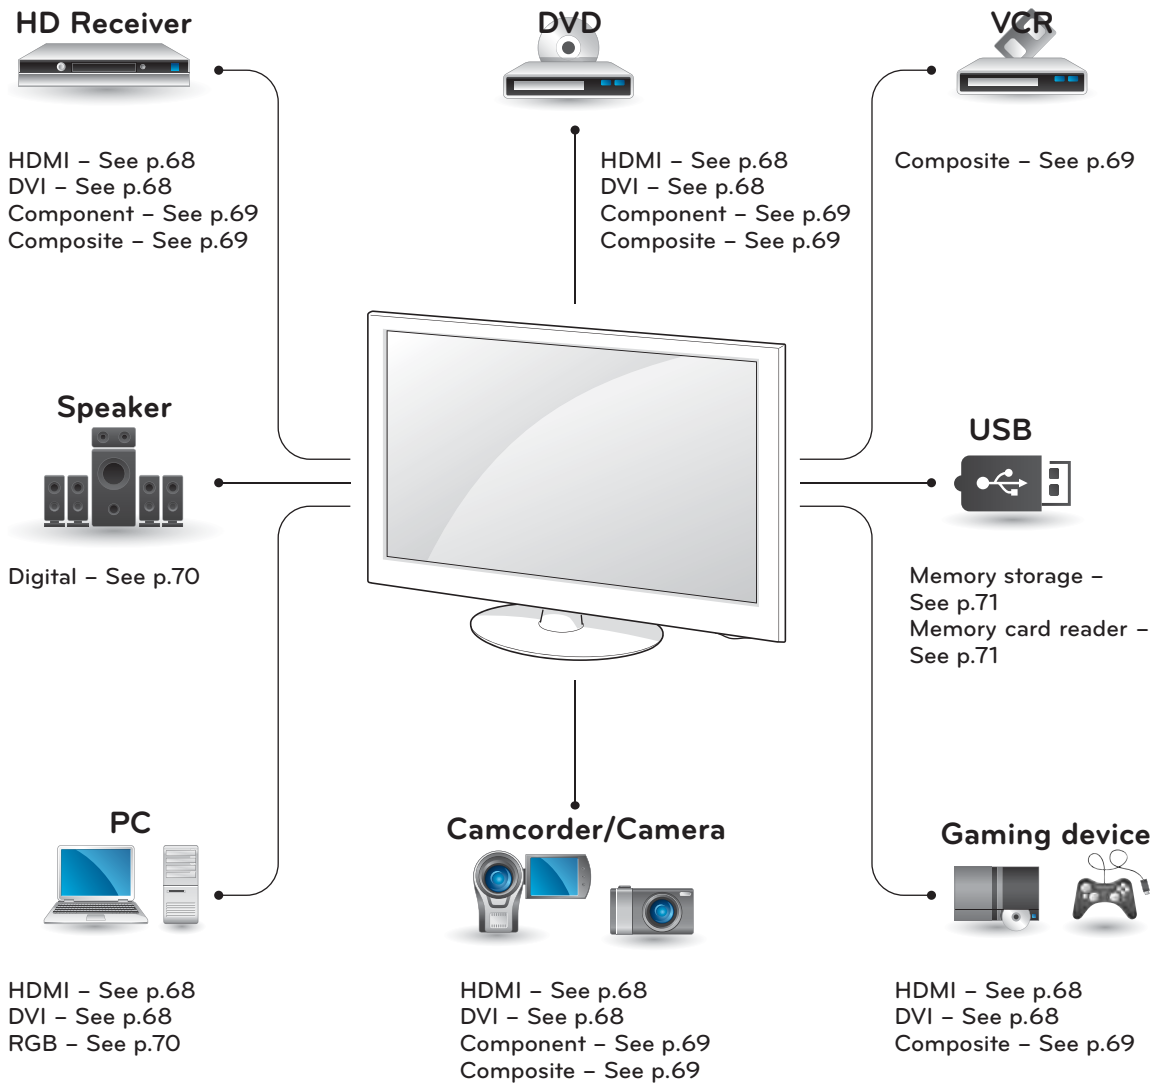 HD Receiver
HDMI – See p.68
DVI – See p.68
Component – See p.69
Composite – See p.69
DVD
HDMI – See p.68
DVI – See p.68
Component – See p.69
Composite – See p.69
VCR
Composite – See p.69
Speaker
Digital – See p.70
USB
Memory storage –
See p.71
Memory card reader –
See p.71
PC
HDMI – See p.68
DVI – See p.68
RGB – See p.70
Camcorder/Camera
HDMI – See p.68
DVI – See p.68
Component – See p.69
Composite – See p.69
Gaming device
HDMI – See p.68
DVI – See p.68
Composite – See p.69